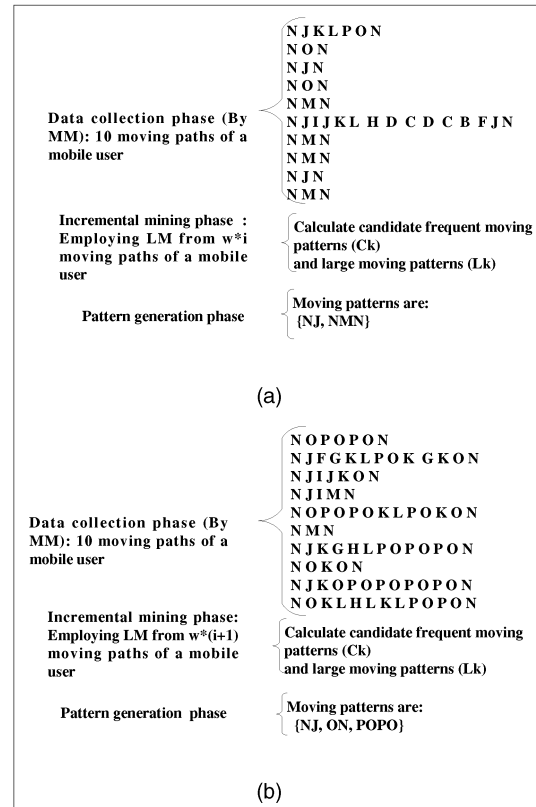 N J K L P O N
N O N
N J N
N O N
N M N
N J I J K L H D C D C B F J N
N M N
N M N
N J N
N M N
Data collection phase (By
MM): 10 moving paths of a
mobile user
Incremental mining phase :
Employing LM from w*i
moving paths of a mobile
user
Calculate candidate frequent moving
patterns (Ck)
and large moving patterns (Lk)
Pattern generation phase
Moving patterns are:
{NJ, NMN}
(a)
N O P O P O N
N J F G K L P O K G K O N
N J I J K O N
N J I M N
N O P O P O K L P O K O N
N M N
N J K G H L P O P O P O N
N O K O N
N J K O P O P O P O P O N
N O K L H L K L P O P O N
Data collection phase (By
MM): 10 moving paths of a
mobile user
Incremental mining phase:
Employing LM from w*(i+1)
moving paths of a mobile
user
Calculate candidate frequent moving
patterns (Ck)
and large moving patterns (Lk)
Pattern generation phase
Moving patterns are:
{NJ, ON, POPO}
(b)